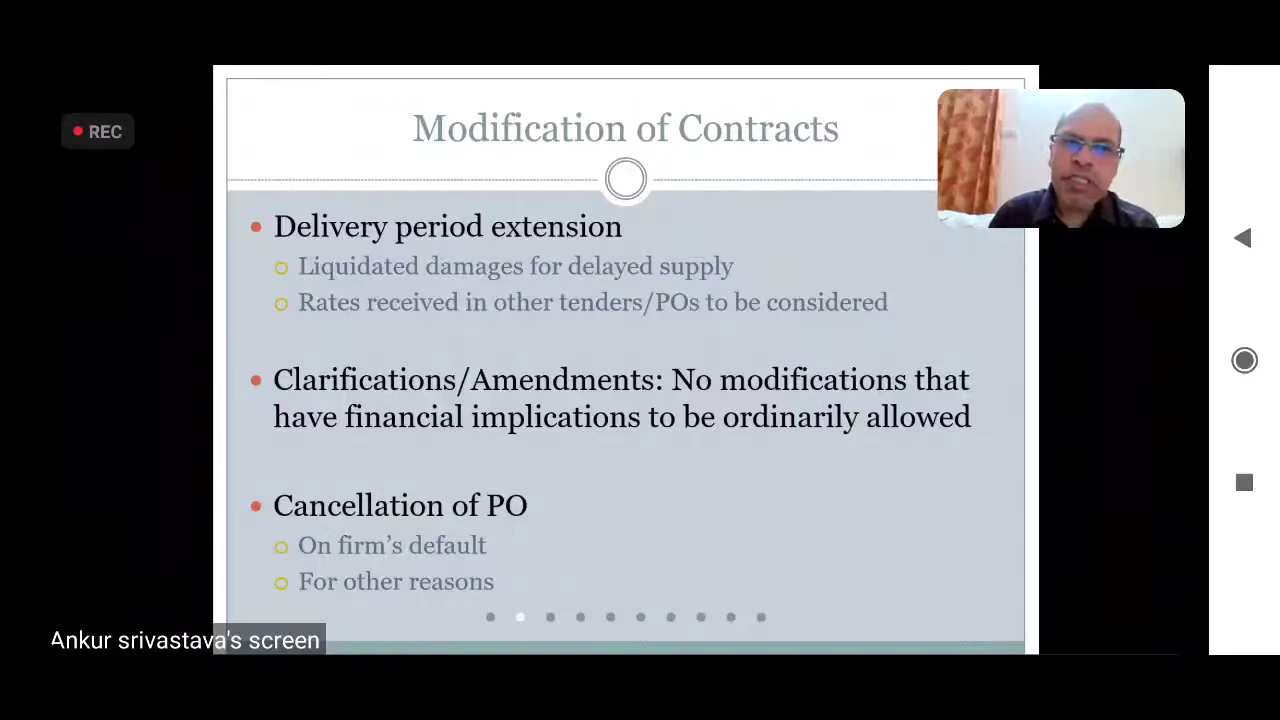 REC
Modification of Contracts
Delivery period extension
Liquidated damages for delayed supply
Rates received in other tenders/POs to be considered
Clarifications/Amendments: No modifications that
have financial implications to be ordinarily allowed
Cancellation of PO
On firm's default
For other reasons
Ankur srivastava's screen